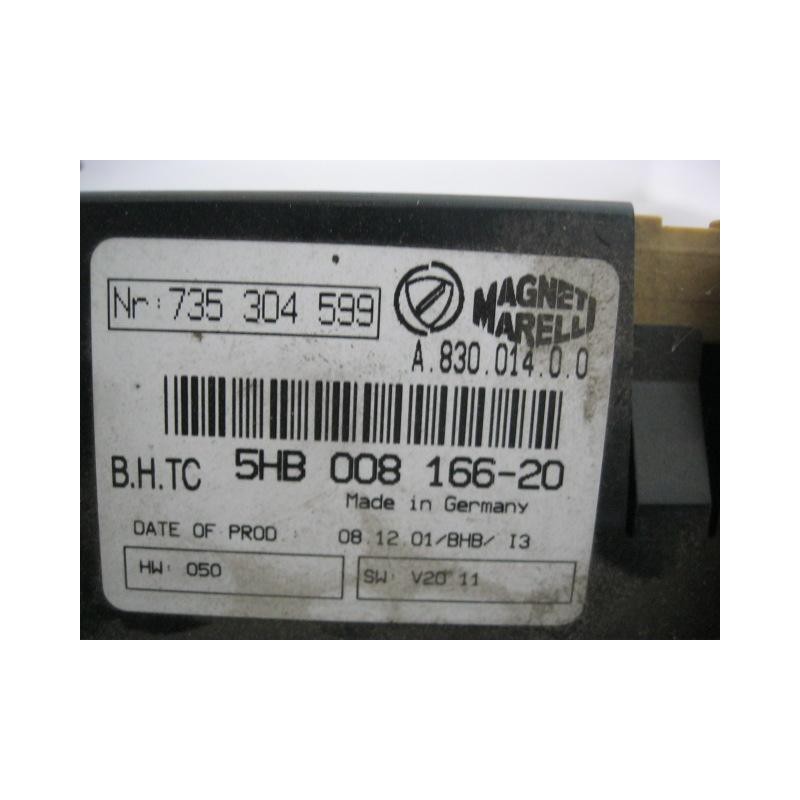 Nr: 735 304 599
MAGNETI
MARELLI
A.830.014.0.0
B.H.TC 5HB 008 166-20
Made in Germany
DATE OF PROD.: 08.12.01/BHB/ I3
HW: 050
SW: V20 11